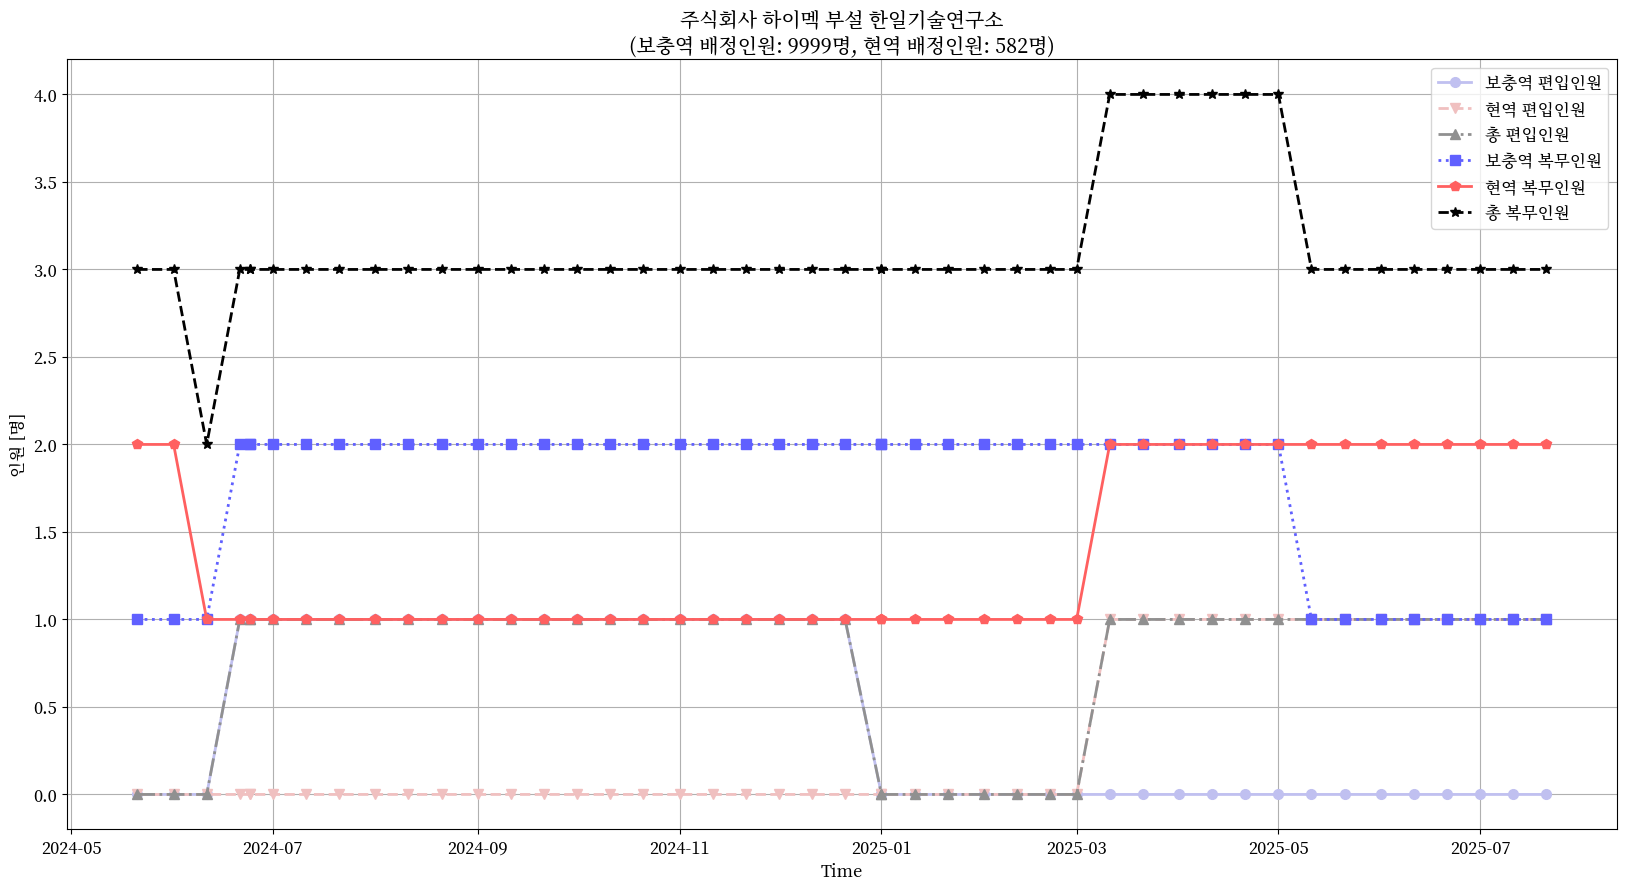 주식회사 하이멕 부설 한일기술연구소
(보충역 배정인원: 9999명, 현역 배정인원: 582명)
보충역 편입인원
현역 편입인원
총 편입인원
보충역 복무인원
현역 복무인원
총 복무인원
인원 [명]
4.0
3.5
3.0
2.5
2.0
1.5
1.0
0.5
0.0
2024-05 2024-07 2024-09 2024-11 2025-01 2025-03 2025-05 2025-07
Time